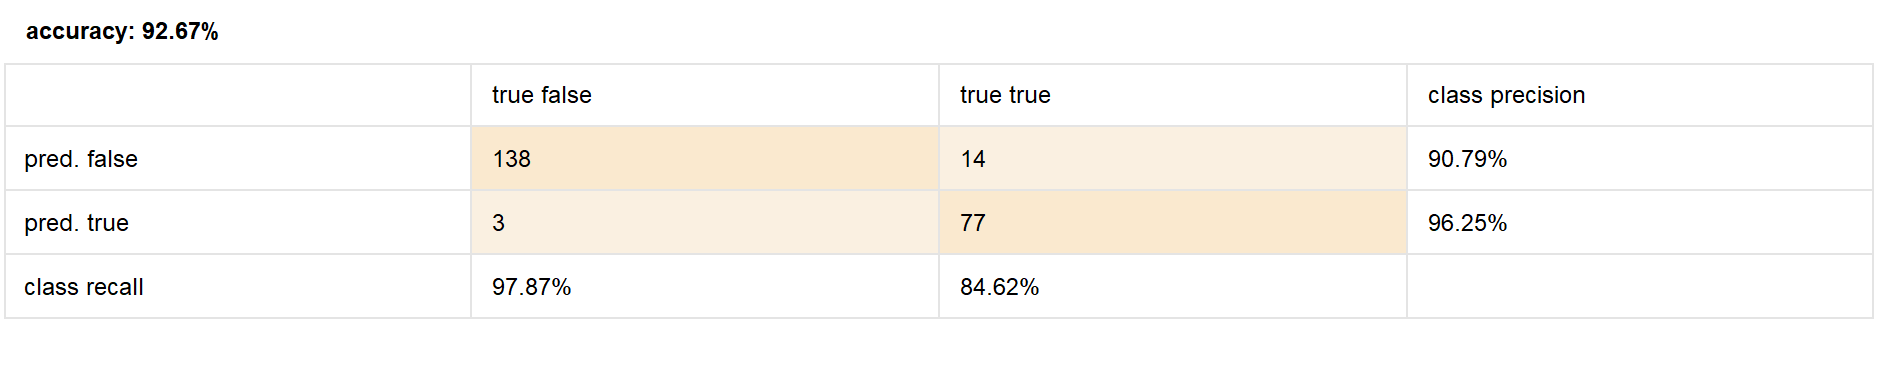 accuracy: 92.67%
true false true true class precision
pred. false 138 14 90.79%
pred. true 3 77 96.25%
class recall 97.87% 84.62%